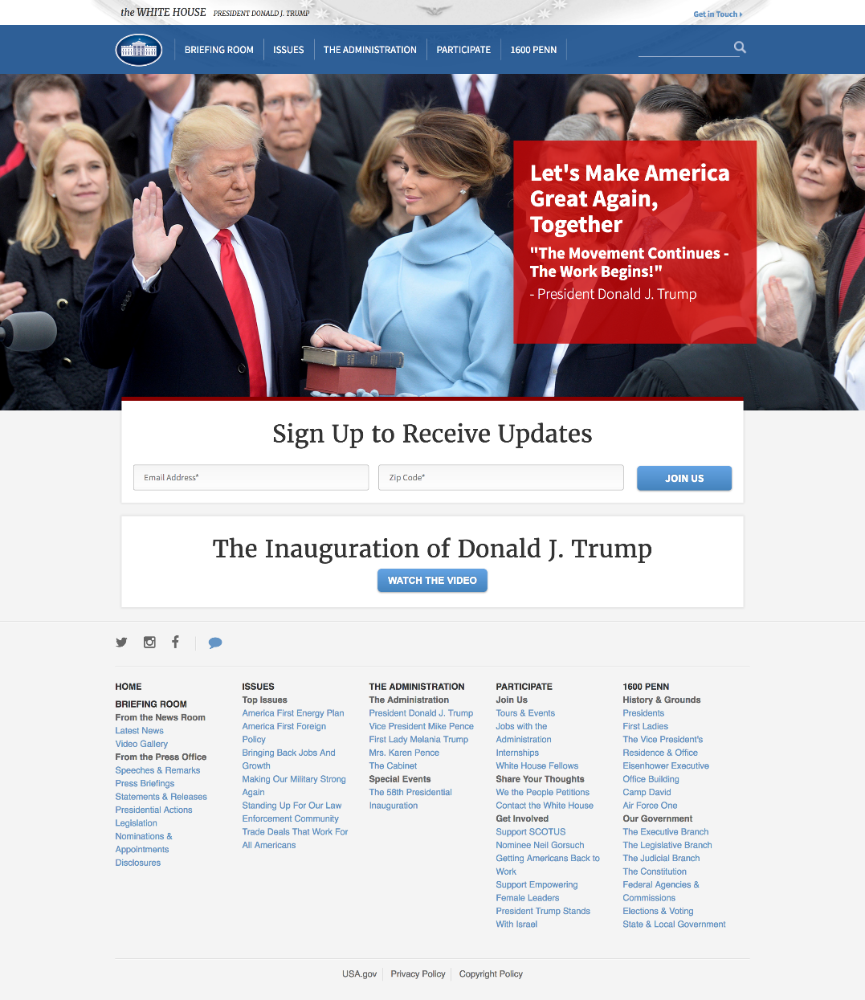 the WHITE HOUSE PRESIDENT DONALD J. TRUMP
Get in Touch
BRIEFING ROOM
ISSUES
THE ADMINISTRATION
PARTICIPATE
1600 PENN
Let's Make America
Great Again,
Together
"The Movement Continues -
The Work Begins!"
- President Donald J. Trump
Sign Up to Receive Updates
Email Address*
Zip Code*
JOIN US
The Inauguration of Donald J. Trump
WATCH THE VIDEO
HOME
BRIEFING ROOM
From the News Room
Latest News
Video Gallery
From the Press Office
Speeches & Remarks
Press Briefings
Statements & Releases
Presidential Actions
Legislation
Nominations &
Appointments
Disclosures
ISSUES
Top Issues
America First Energy Plan
America First Foreign
Policy
Bringing Back Jobs And
Growth
Making Our Military Strong
Again
Standing Up For Our Law
Enforcement Community
Trade Deals That Work For
All Americans
THE ADMINISTRATION
The Administration
President Donald J. Trump
Vice President Mike Pence
First Lady Melania Trump
Mrs. Karen Pence
The Cabinet
Special Events
The 58th Presidential
Inauguration
PARTICIPATE
Join Us
Tours & Events
Jobs with the
Administration
Internships
White House Fellows
Share Your Thoughts
We the People Petitions
Contact the White House
Get Involved
Support SCOTUS
Nominee Neil Gorsuch
Getting Americans Back to
Work
Support Empowering
Female Leaders
President Trump Stands
With Israel
1600 PENN
History & Grounds
Presidents
First Ladies
The Vice President's
Residence & Office
Eisenhower Executive
Office Building
Camp David
Air Force One
Our Government
The Executive Branch
The Legislative Branch
The Judicial Branch
The Constitution
Federal Agencies &
Commissions
Elections & Voting
State & Local Government
USA.gov
Privacy Policy
Copyright Policy